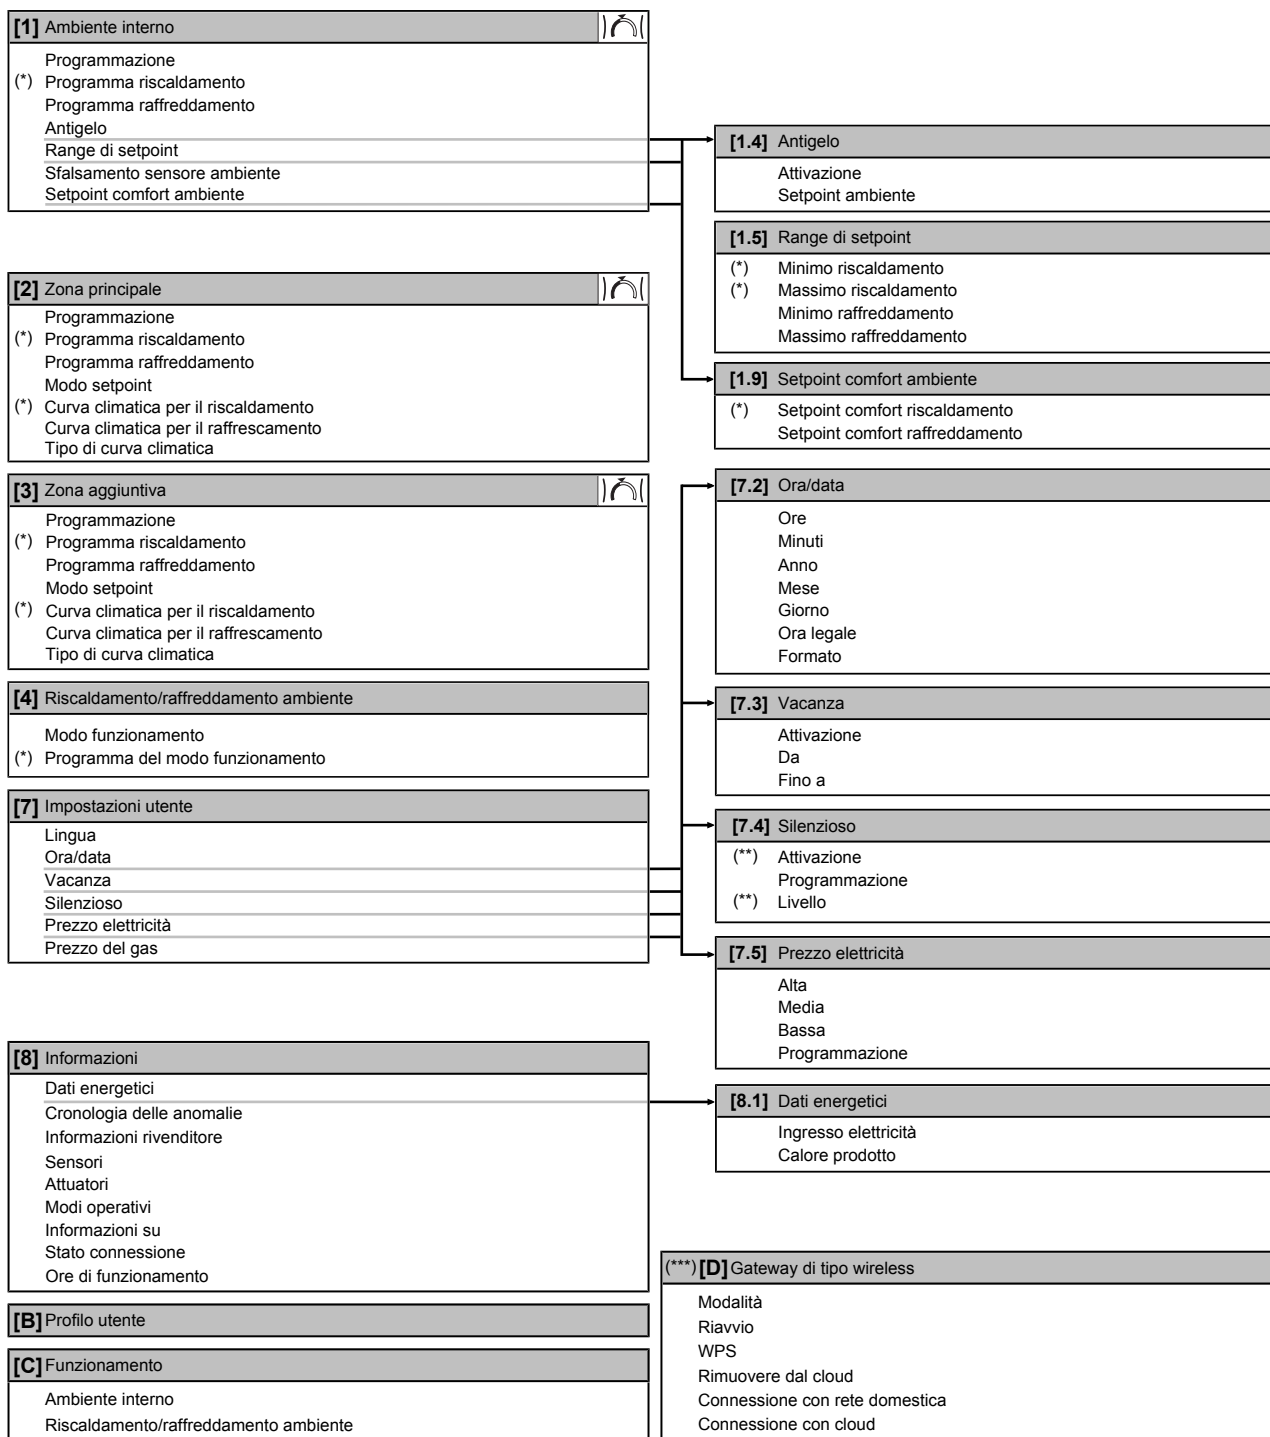 [1] Ambiente interno
Programmazione
(*) Programma riscaldamento
Programma raffreddamento
Antigelo
Range di setpoint
Sfalsamento sensore ambiente
Setpoint comfort ambiente
[2] Zona principale
Programmazione
(*) Programma riscaldamento
Programma raffreddamento
Modo setpoint
(*) Curva climatica per il riscaldamento
Curva climatica per il raffrescamento
Tipo di curva climatica
[3] Zona aggiuntiva
Programmazione
(*) Programma riscaldamento
Programma raffreddamento
Modo setpoint
(*) Curva climatica per il riscaldamento
Curva climatica per il raffrescamento
Tipo di curva climatica
[4] Riscaldamento/raffreddamento ambiente
Modo funzionamento
(*) Programma del modo funzionamento
[7] Impostazioni utente
Lingua
Ora/data
Vacanza
Silenzioso
Prezzo elettricità
Prezzo del gas
[8] Informazioni
Dati energetici
Cronologia delle anomalie
Informazioni rivenditore
Sensori
Attuatori
Modi operativi
Informazioni su
Stato connessione
Ore di funzionamento
[B] Profilo utente
[C] Funzionamento
Ambiente interno
Riscaldamento/raffreddamento ambiente
[1.4] Antigelo
Attivazione
Setpoint ambiente
[1.5] Range di setpoint
(*) Minimo riscaldamento
(*) Massimo riscaldamento
Minimo raffreddamento
Massimo raffreddamento
[1.9] Setpoint comfort ambiente
(*) Setpoint comfort riscaldamento
Setpoint comfort raffreddamento
[7.2] Ora/data
Ore
Minuti
Anno
Mese
Giorno
Ora legale
Formato
[7.3] Vacanza
Attivazione
Da
Fino a
[7.4] Silenzioso
(**) Attivazione
Programmazione
(**) Livello
[7.5] Prezzo elettricità
Alta
Media
Bassa
Programmazione
[8.1] Dati energetici
Ingresso elettricità
Calore prodotto
(***) [D] Gateway di tipo wireless
Modalità
Riavvio
WPS
Rimuovere dal cloud
Connessione con rete domestica
Connessione con cloud